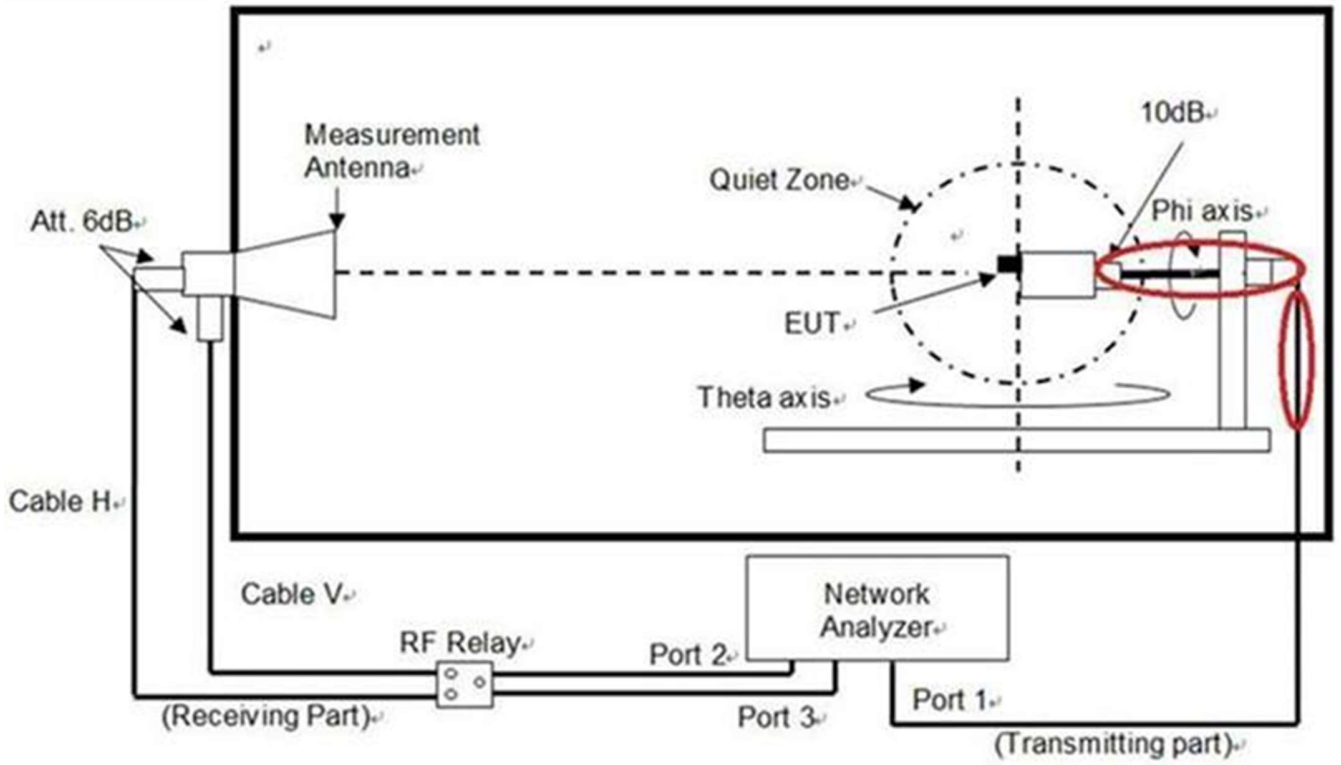 10dB
Measurement
Antenna
Quiet Zone
Att. 6dB
Phi axis
EUT
Theta axis
Cable H
Cable V
Network
Analyzer
RF Relay
Port 2
Port 1
Port 3
(Receiving Part)
(Transmitting part)